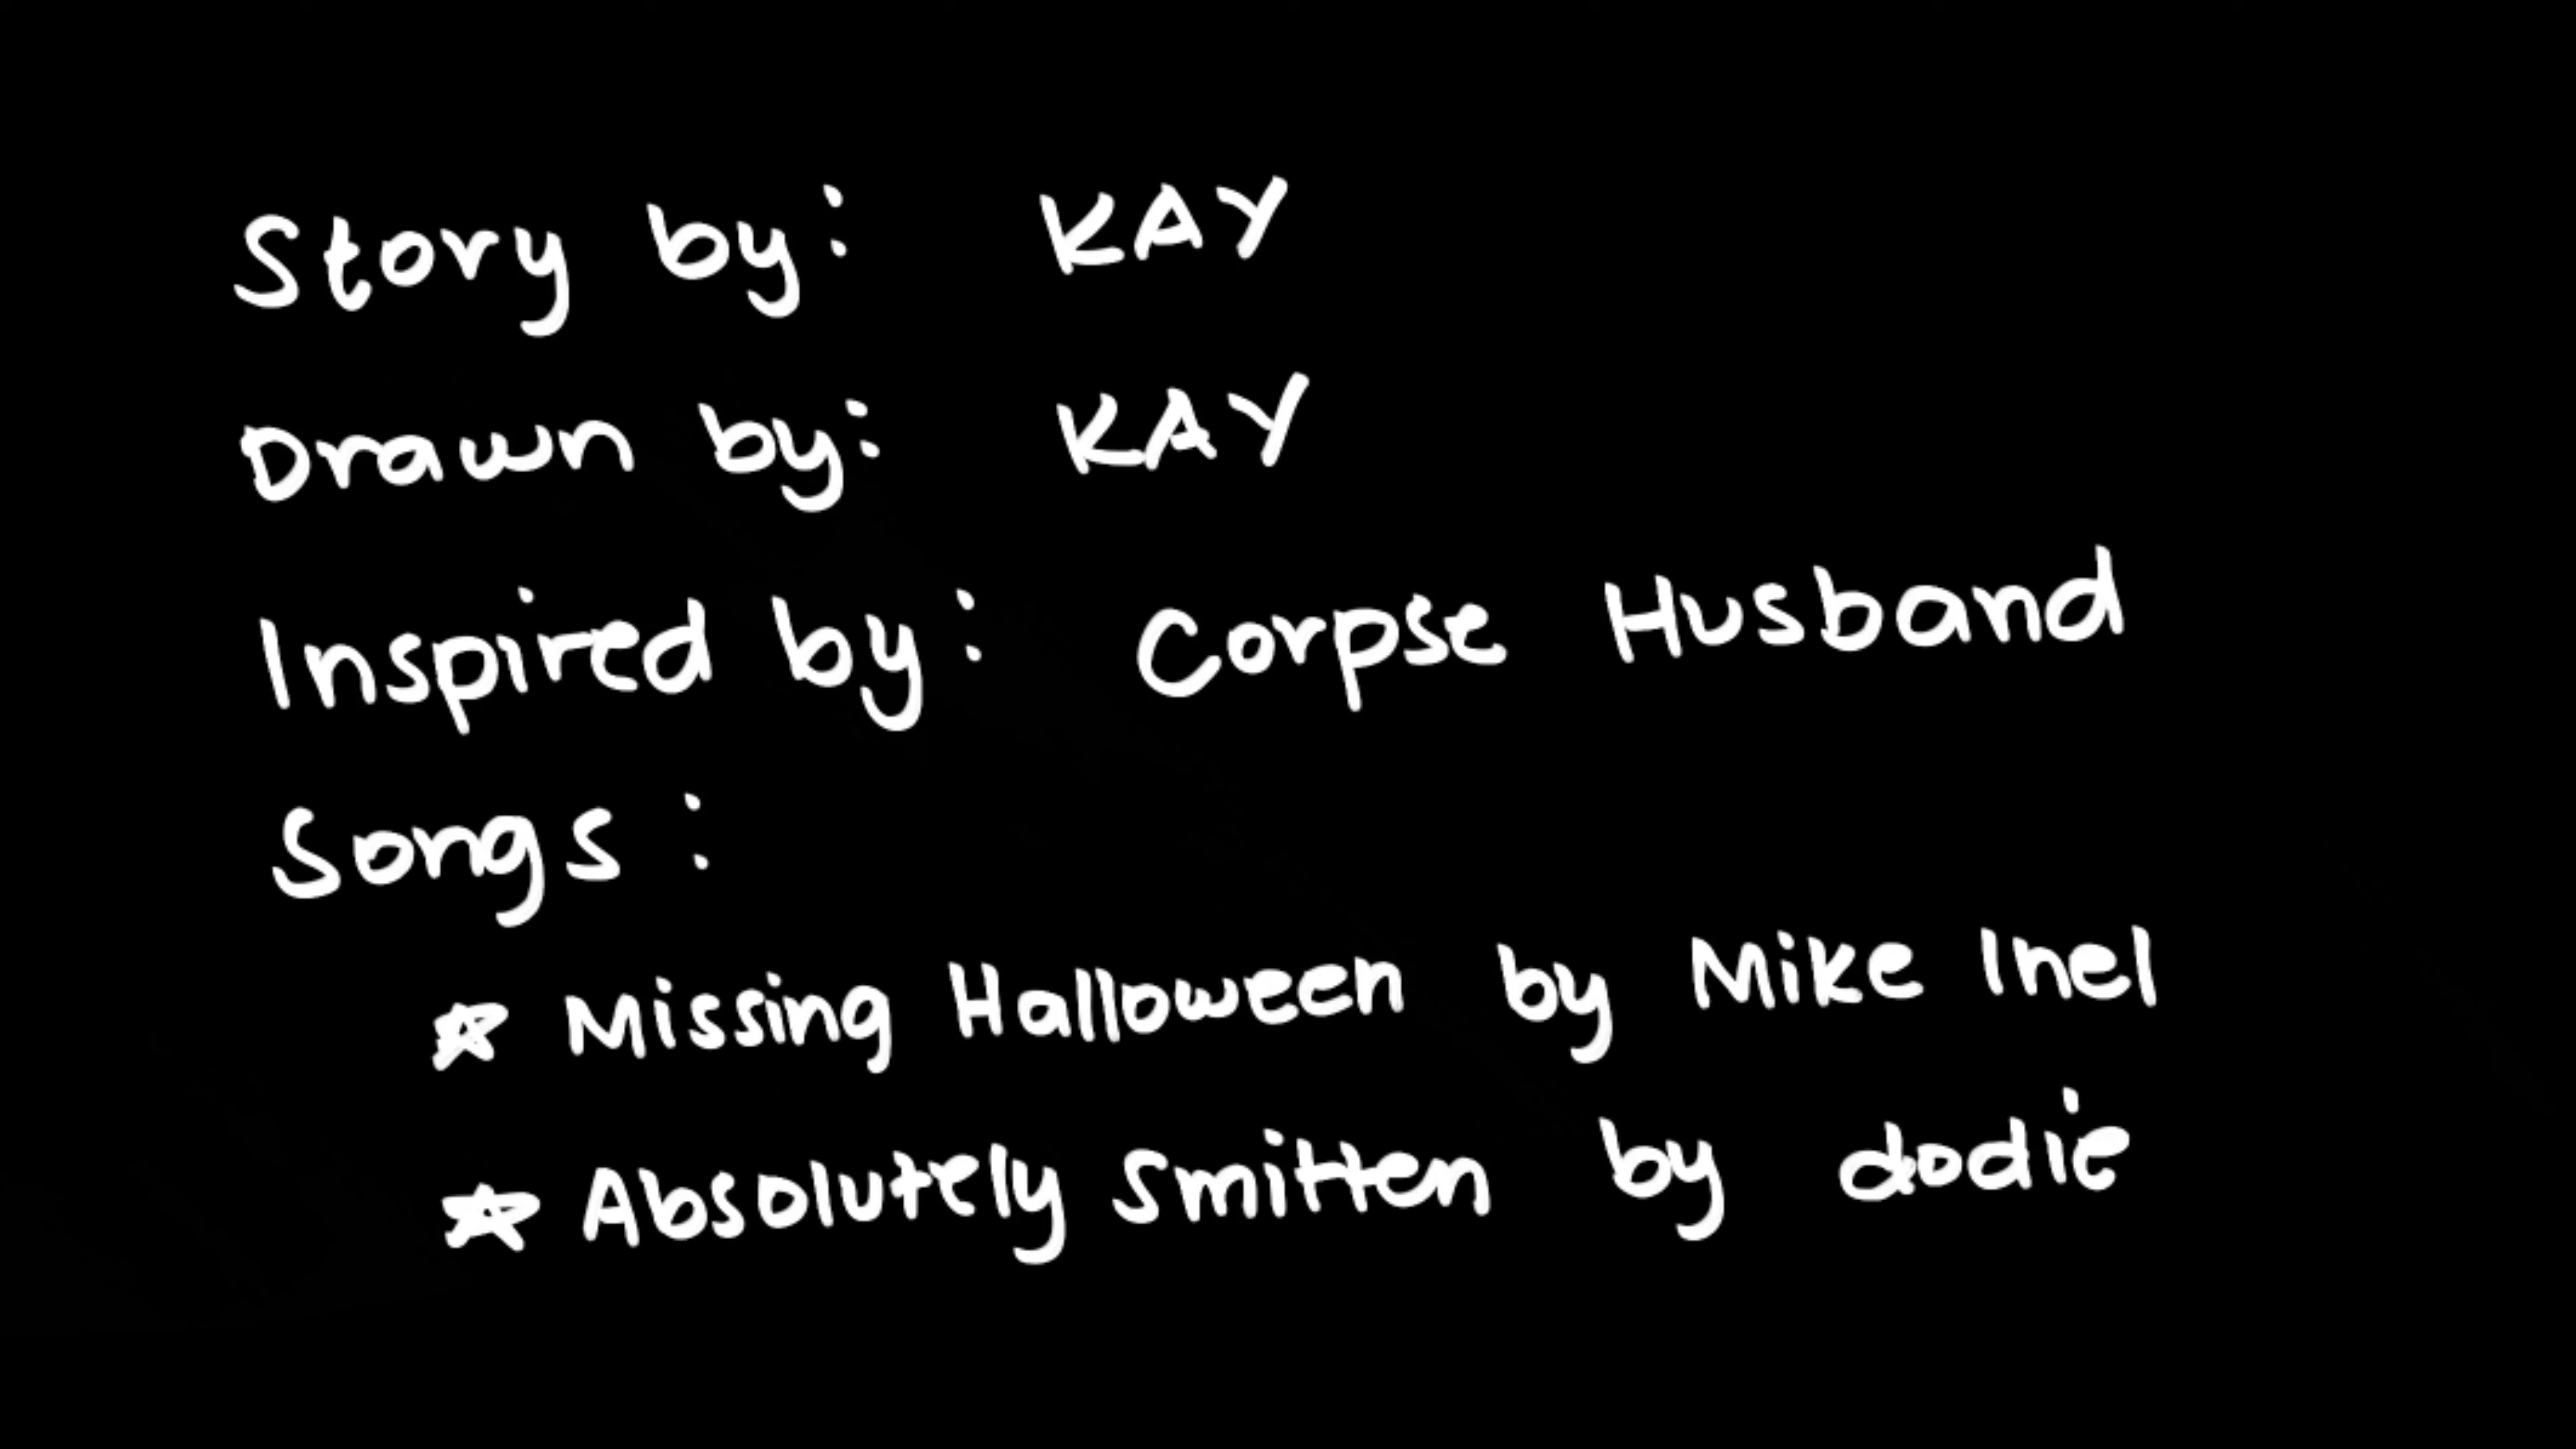 Story by: KAY
Drawn by: KAY
Inspired by: Corpse Husband
Songs:
☆ Missing Halloween by Mike Inel
☆ Absolutely Smitten by dodie